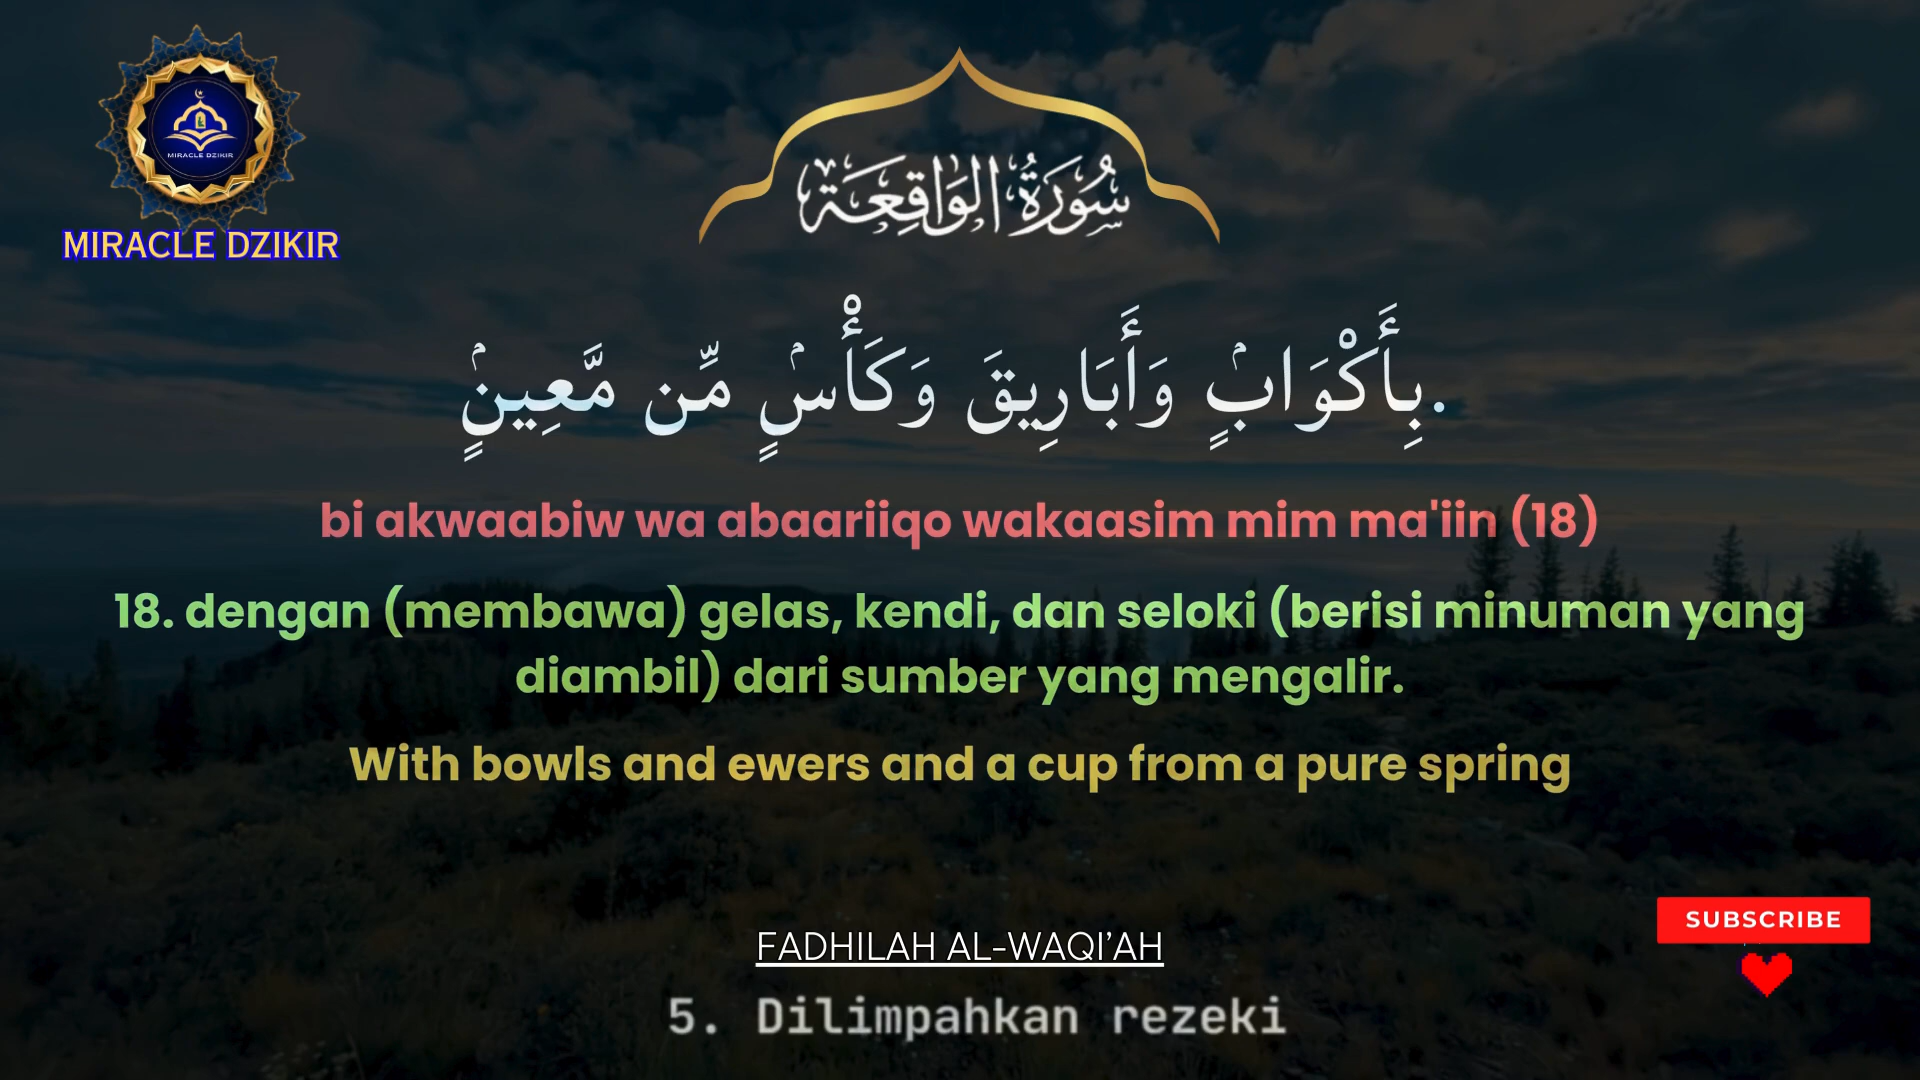 MIRACLE DZIKIR
MIRACLE DZIKIR
سُورَةُ الوَاقِعَة
.بِأَكْوَابٍۢ وَأَبَارِيقَ وَكَأْسٍۢ مِّن مَّعِينٍۢ
bi akwaabiw wa abaariiqo wakaasim mim ma'iin (18)
18. dengan (membawa) gelas, kendi, dan seloki (berisi minuman yang
diambil) dari sumber yang mengalir.
With bowls and ewers and a cup from a pure spring
SUBSCRIBE
FADHILAH AL-WAQI’AH
5. Dilimpahkan rezeki